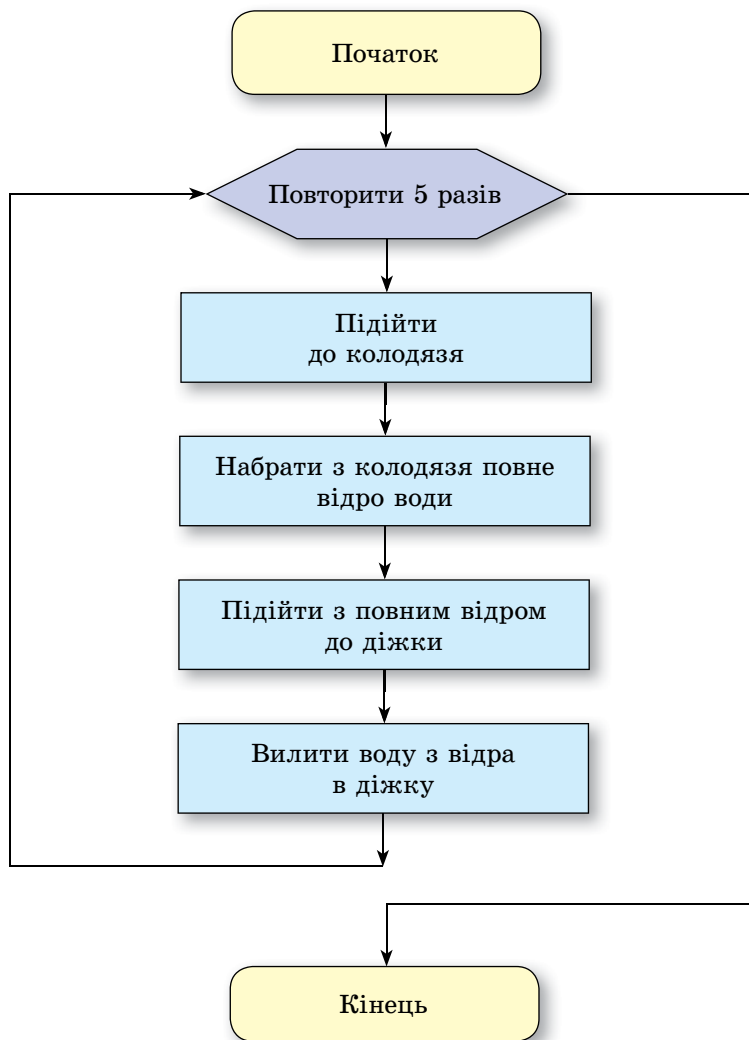 Початок
Повторити 5 разів
Підійти
до колодязя
Набрати з колодязя повне
відро води
Підійти з повним відром
до діжки
Вилити воду з відра
в діжку
Кінець